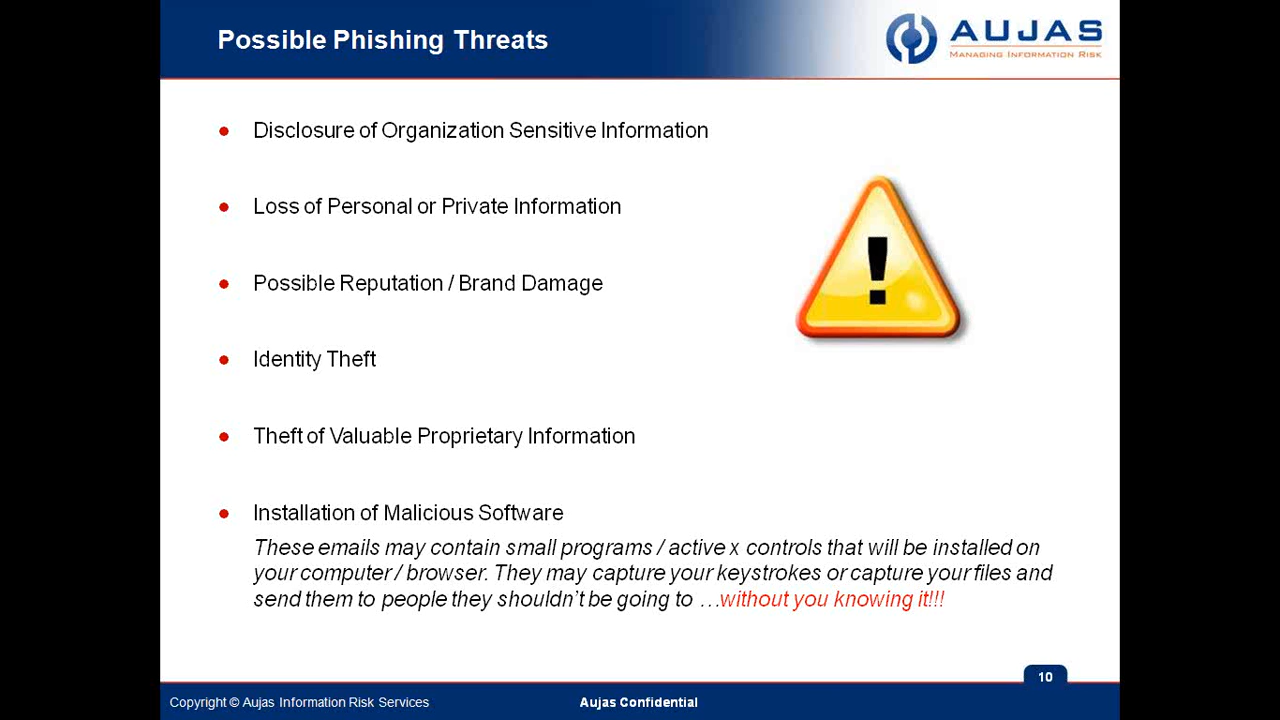 Possible Phishing Threats
AUJAS
MANAGING INFORMATION RISK
Disclosure of Organization Sensitive Information
Loss of Personal or Private Information
Possible Reputation / Brand Damage
!
Identity Theft
Theft of Valuable Proprietary Information
Installation of Malicious Software
These emails may contain small programs / active x controls that will be installed on
your computer / browser. They may capture your keystrokes or capture your files and
send them to people they shouldn't be going to …without you knowing it!!!
10
Copyright © Aujas Information Risk Services
Aujas Confidential